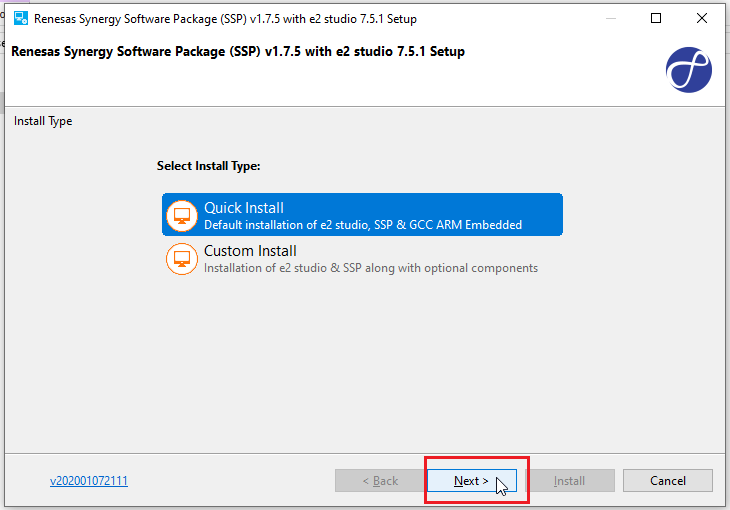 Renesas Synergy Software Package (SSP) v1.7.5 with e2 studio 7.5.1 Setup
Renesas Synergy Software Package (SSP) v1.7.5 with e2 studio 7.5.1 Setup
Install Type
Select Install Type:
Quick Install
Default installation of e2 studio, SSP & GCC ARM Embedded
Custom Install
Installation of e2 studio & SSP along with optional components
v202001072111
< Back
Next >
Install
Cancel